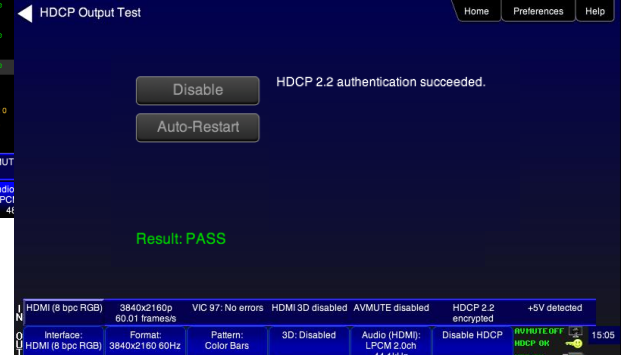 HDCP Output Test
Home Preferences Help
Disable
HDCP 2.2 authentication succeeded.
Auto-Restart
Result: PASS
IN
HDMI (8 bpc RGB)
3840x2160p
60.01 frames/s
VIC 97: No errors
HDMI 3D disabled
AVMUTE disabled
HDCP 2.2
encrypted
+5V detected
OUT
Interface:
HDMI (8 bpc RGB)
Format:
3840x2160 60Hz
Pattern:
Color Bars
3D: Disabled
Audio (HDMI):
LPCM 2.0ch
Disable HDCP
AVMUTEOFF
HDCP OK
15:05